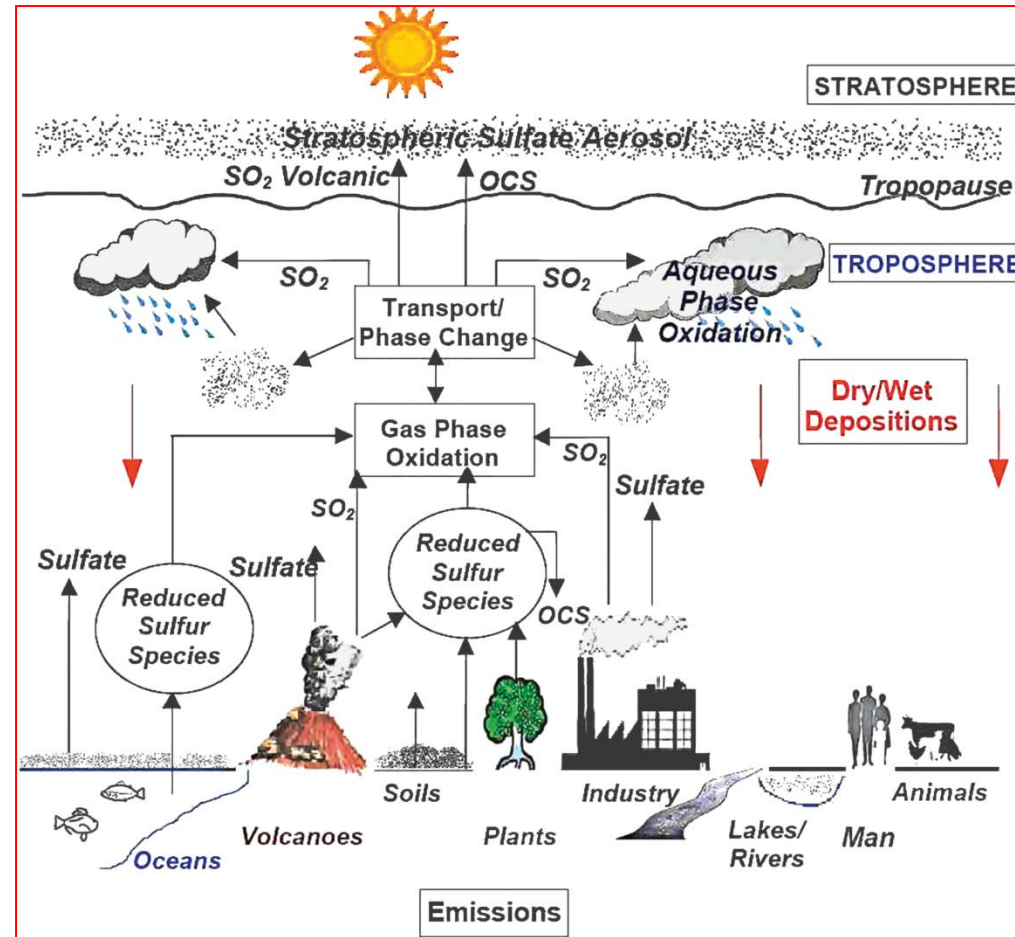 STRATOSPHERE
Stratospheric Sulfate Aerosol
SO₂ Volcanic
OCS
Tropopause
SO₂
SO₂
Aqueous
Phase
Oxidation
TROPOSPHERE
Transport/
Phase Change
Dry/Wet
Depositions
Gas Phase
Oxidation
SO₂
SO₂
Sulfate
Sulfate
Reduced
Sulfur
Species
Sulfate
Reduced
Sulfur
Species
OCS
Soils
Industry
Animals
Volcanoes
Plants
Lakes/
Rivers
Man
Oceans
Emissions